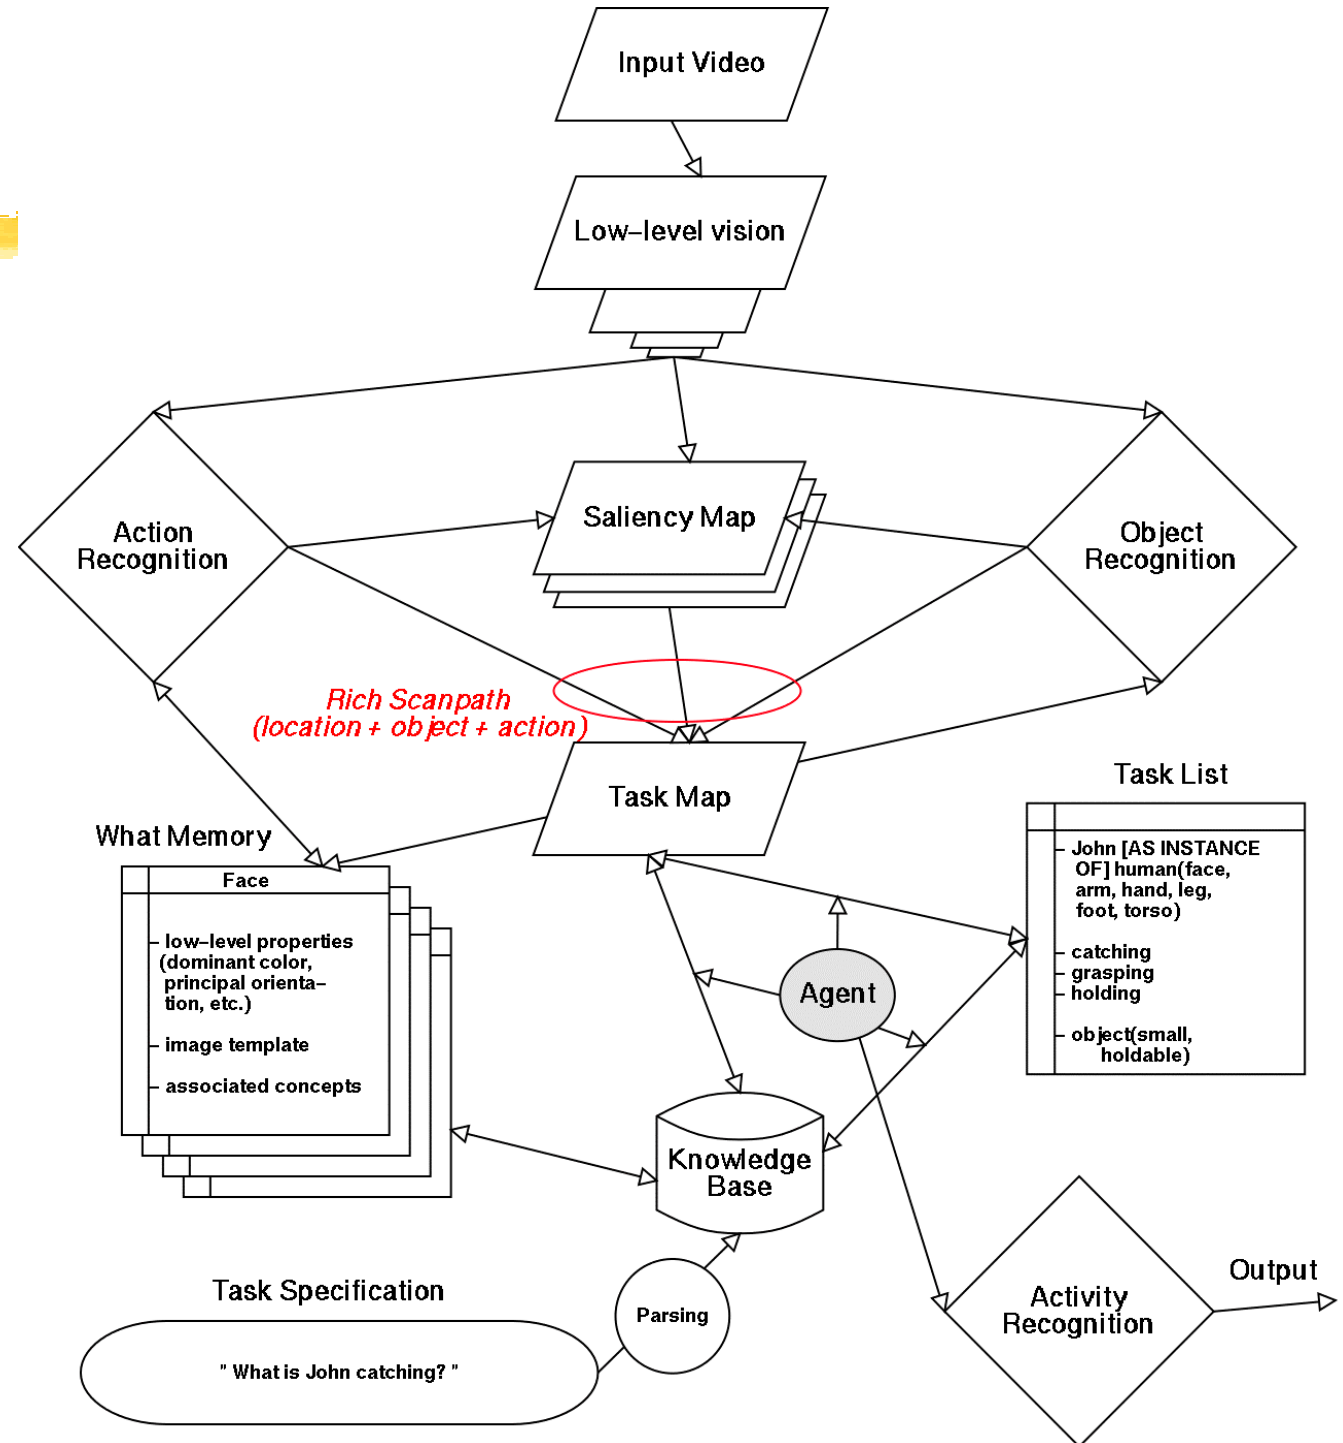 Input Video
Low–level vision
Action
Recognition
Saliency Map
Object
Recognition
Rich Scanpath
(location + object + action)
Task Map
Task List
John [AS INSTANCE
OF] human(face,
arm, hand, leg,
foot, torso)
catching
grasping
holding
object(small,
holdable)
What Memory
Face
low–level properties
(dominant color,
principal orienta–
tion, etc.)
image template
associated concepts
Agent
Knowledge
Base
Task Specification
" What is John catching? "
Parsing
Activity
Recognition
Output